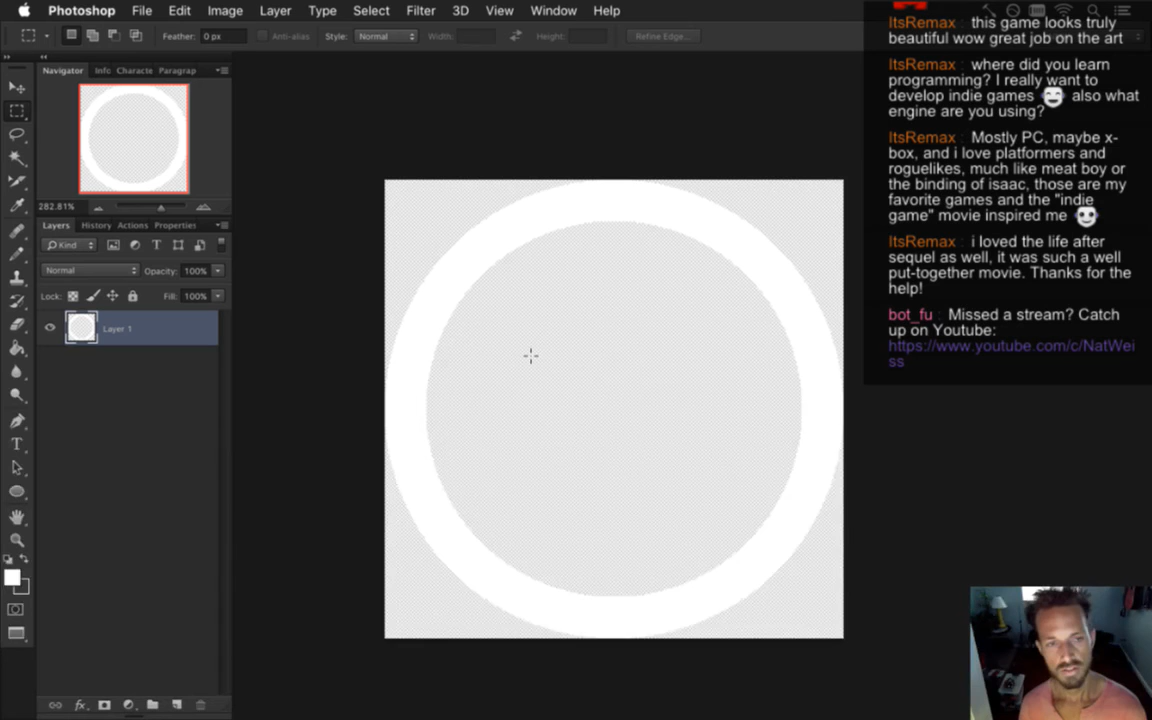 Photoshop File Edit Image Layer Type Select Filter 3D View Window Help
Feather: 0 px Anti-alias Style: Normal Width: Height: Refine Edge...
Navigator Info Characte Paragrap
282.81%
Layers History Actions Properties
Kind
Normal Opacity: 100%
Lock: Fill: 100%
Layer 1
fx
ItsRemax : this game looks truly
beautiful wow great job on the art
ItsRemax : where did you learn
programming? I really want to
develop indie games also what
engine are you using?
ItsRemax : Mostly PC, maybe x-
box, and i love platformers and
roguelikes, much like meat boy or
the binding of isaac, those are my
favorite games and the "indie
game" movie inspired me
ItsRemax : i loved the life after
sequel as well, it was such a well
put-together movie. Thanks for the
help!
bot_fu : Missed a stream? Catch
up on Youtube:
https://www.youtube.com/c/NatWei
ss